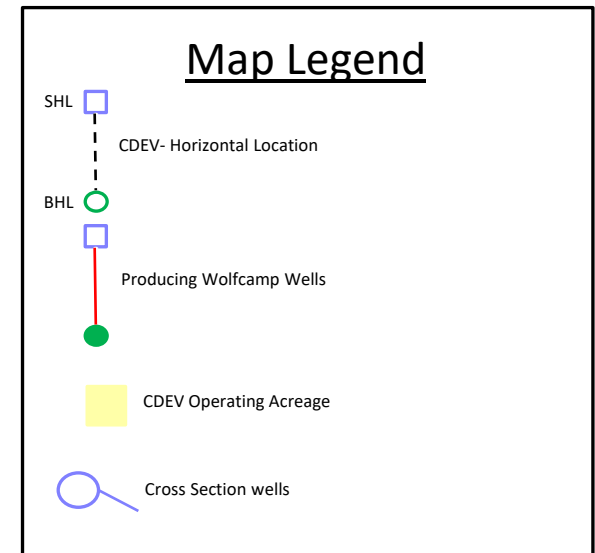 Map Legend
SHL
CDEV- Horizontal Location
BHL
Producing Wolfcamp Wells
CDEV Operating Acreage
Cross Section wells